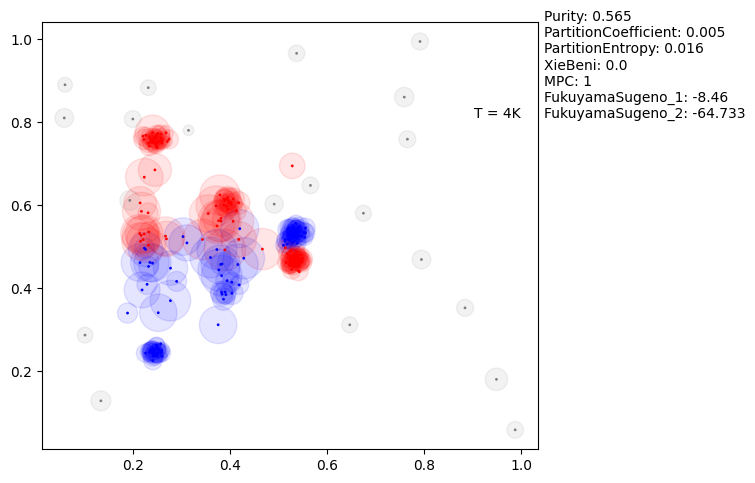 Purity: 0.565
PartitionCoefficient: 0.005
PartitionEntropy: 0.016
XieBeni: 0.0
MPC: 1
FukuyamaSugeno_1: -8.46
FukuyamaSugeno_2: -64.733
T = 4K
1.0
0.8
0.6
0.4
0.2
0.2 0.4 0.6 0.8 1.0